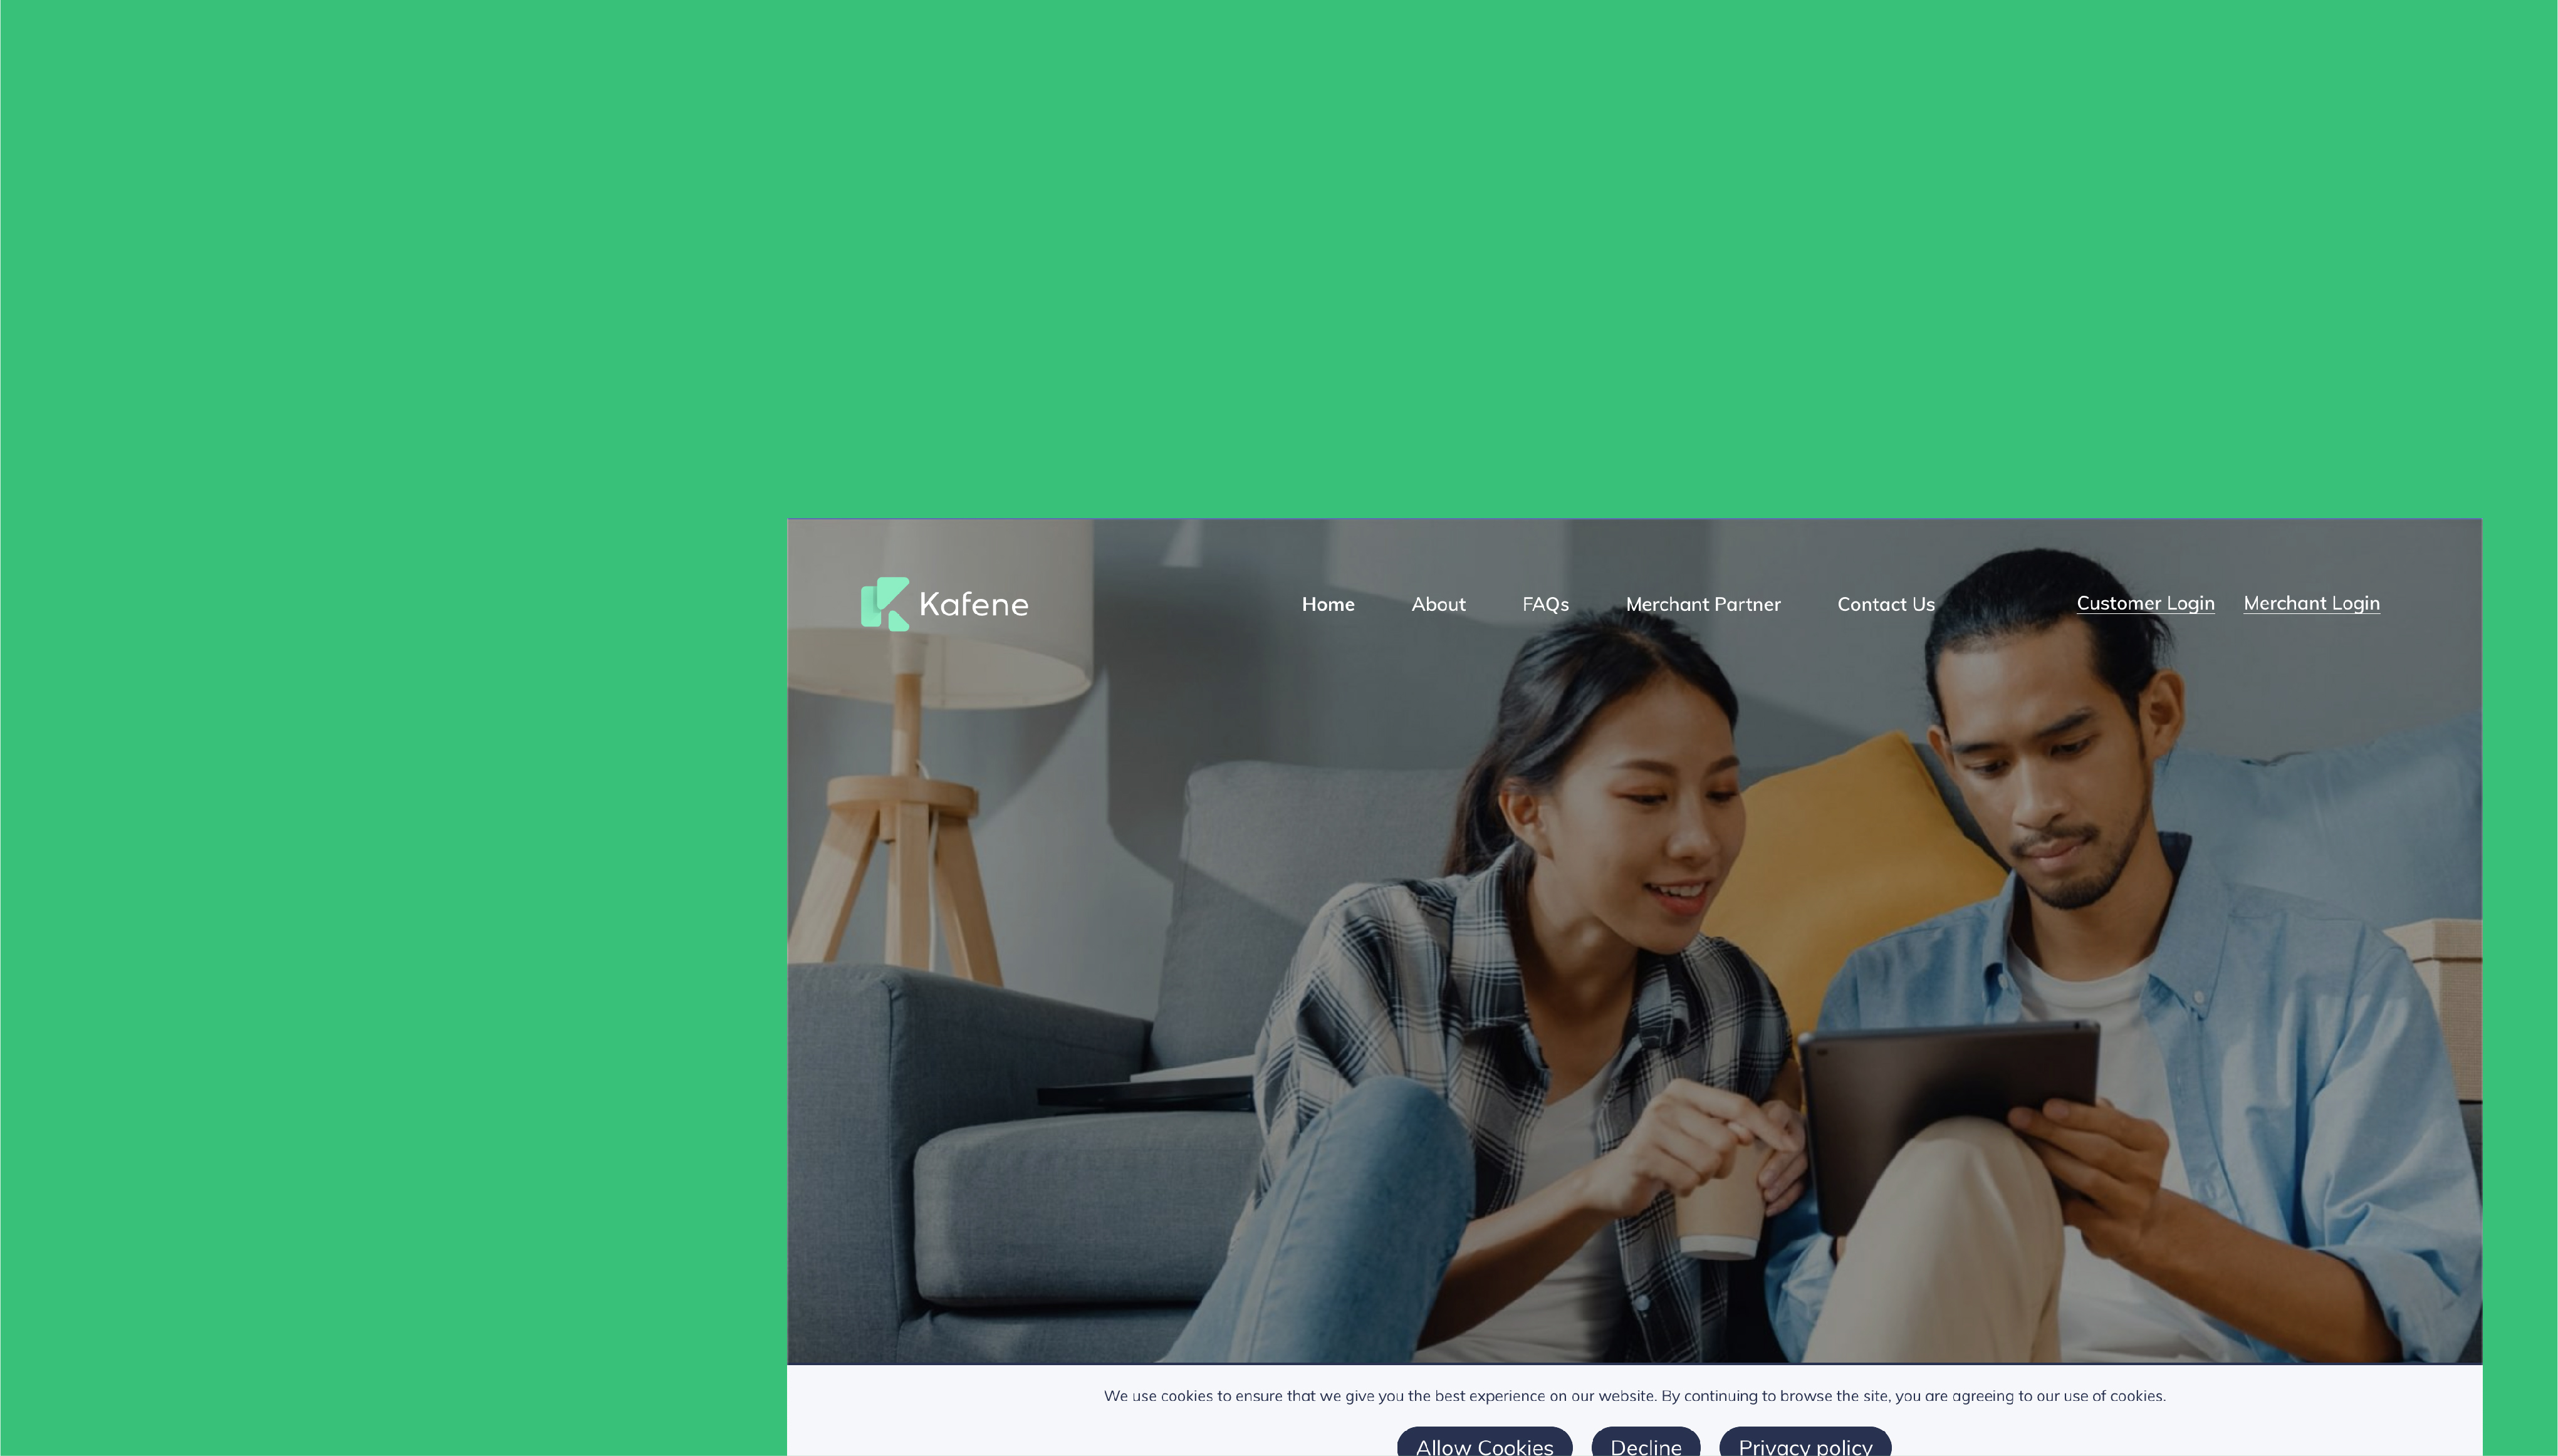 Kafene
Home About FAQs Merchant Partner Contact Us Customer Login Merchant Login
We use cookies to ensure that we give you the best experience on our website. By continuing to browse the site, you are agreeing to our use of cookies.
Allow Cookies Decline Privacy policy